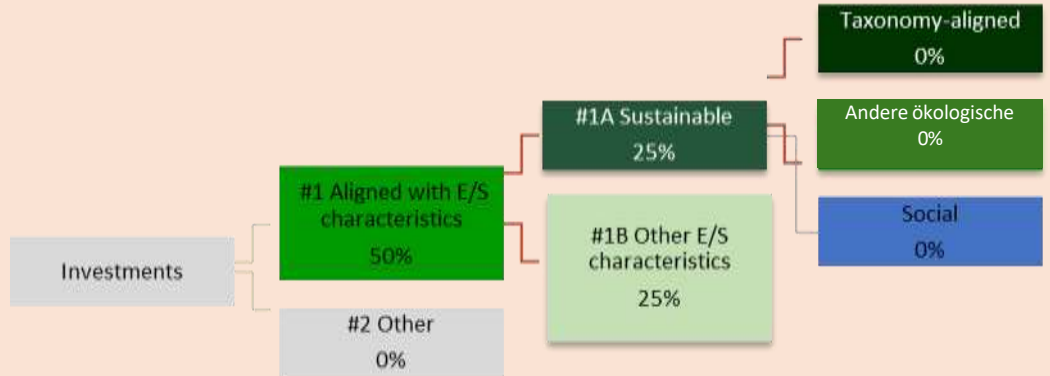 Investments
#1 Aligned with E/S
characteristics
50%
#2 Other
0%
#1A Sustainable
25%
#1B Other E/S
characteristics
25%
Taxonomy-aligned
0%
Andere ökologische
0%
Social
0%